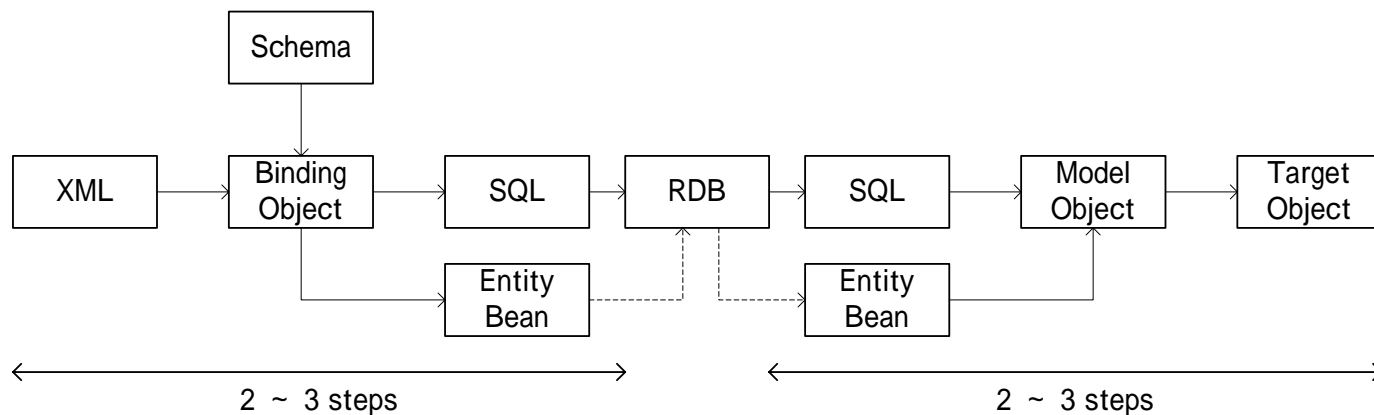 Schema
XML
Binding
Object
SQL
RDB
SQL
Model
Object
Target
Object
Entity
Bean
Entity
Bean
2 ~ 3 steps
2 ~ 3 steps